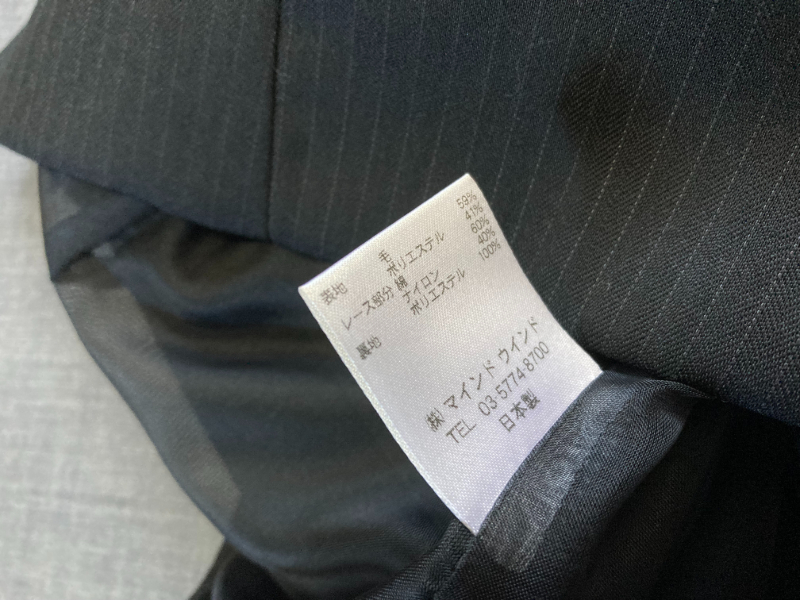 表地 毛 59%
ポリエステル 41%
レース部分 綿 60%
ナイロン 40%
裏地 ポリエステル 100%
(株) マインド ウインド
TEL 03-5774-8700
日本製